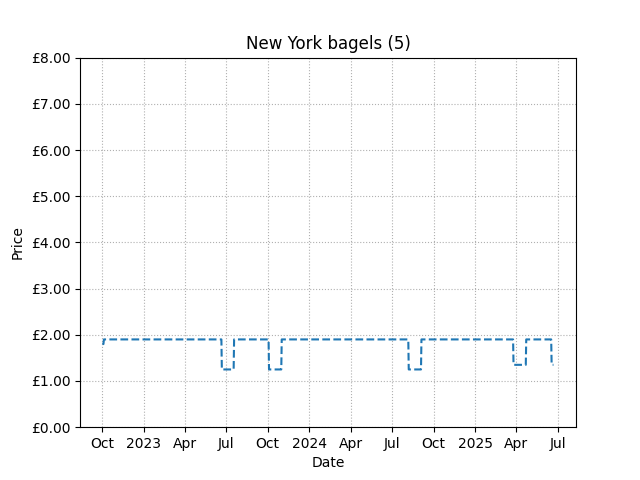 New York bagels (5)
£8.00
£7.00
£6.00
£5.00
£4.00
£3.00
£2.00
£1.00
£0.00
Price
Oct 2023 Apr Jul Oct 2024 Apr Jul Oct 2025 Apr Jul
Date